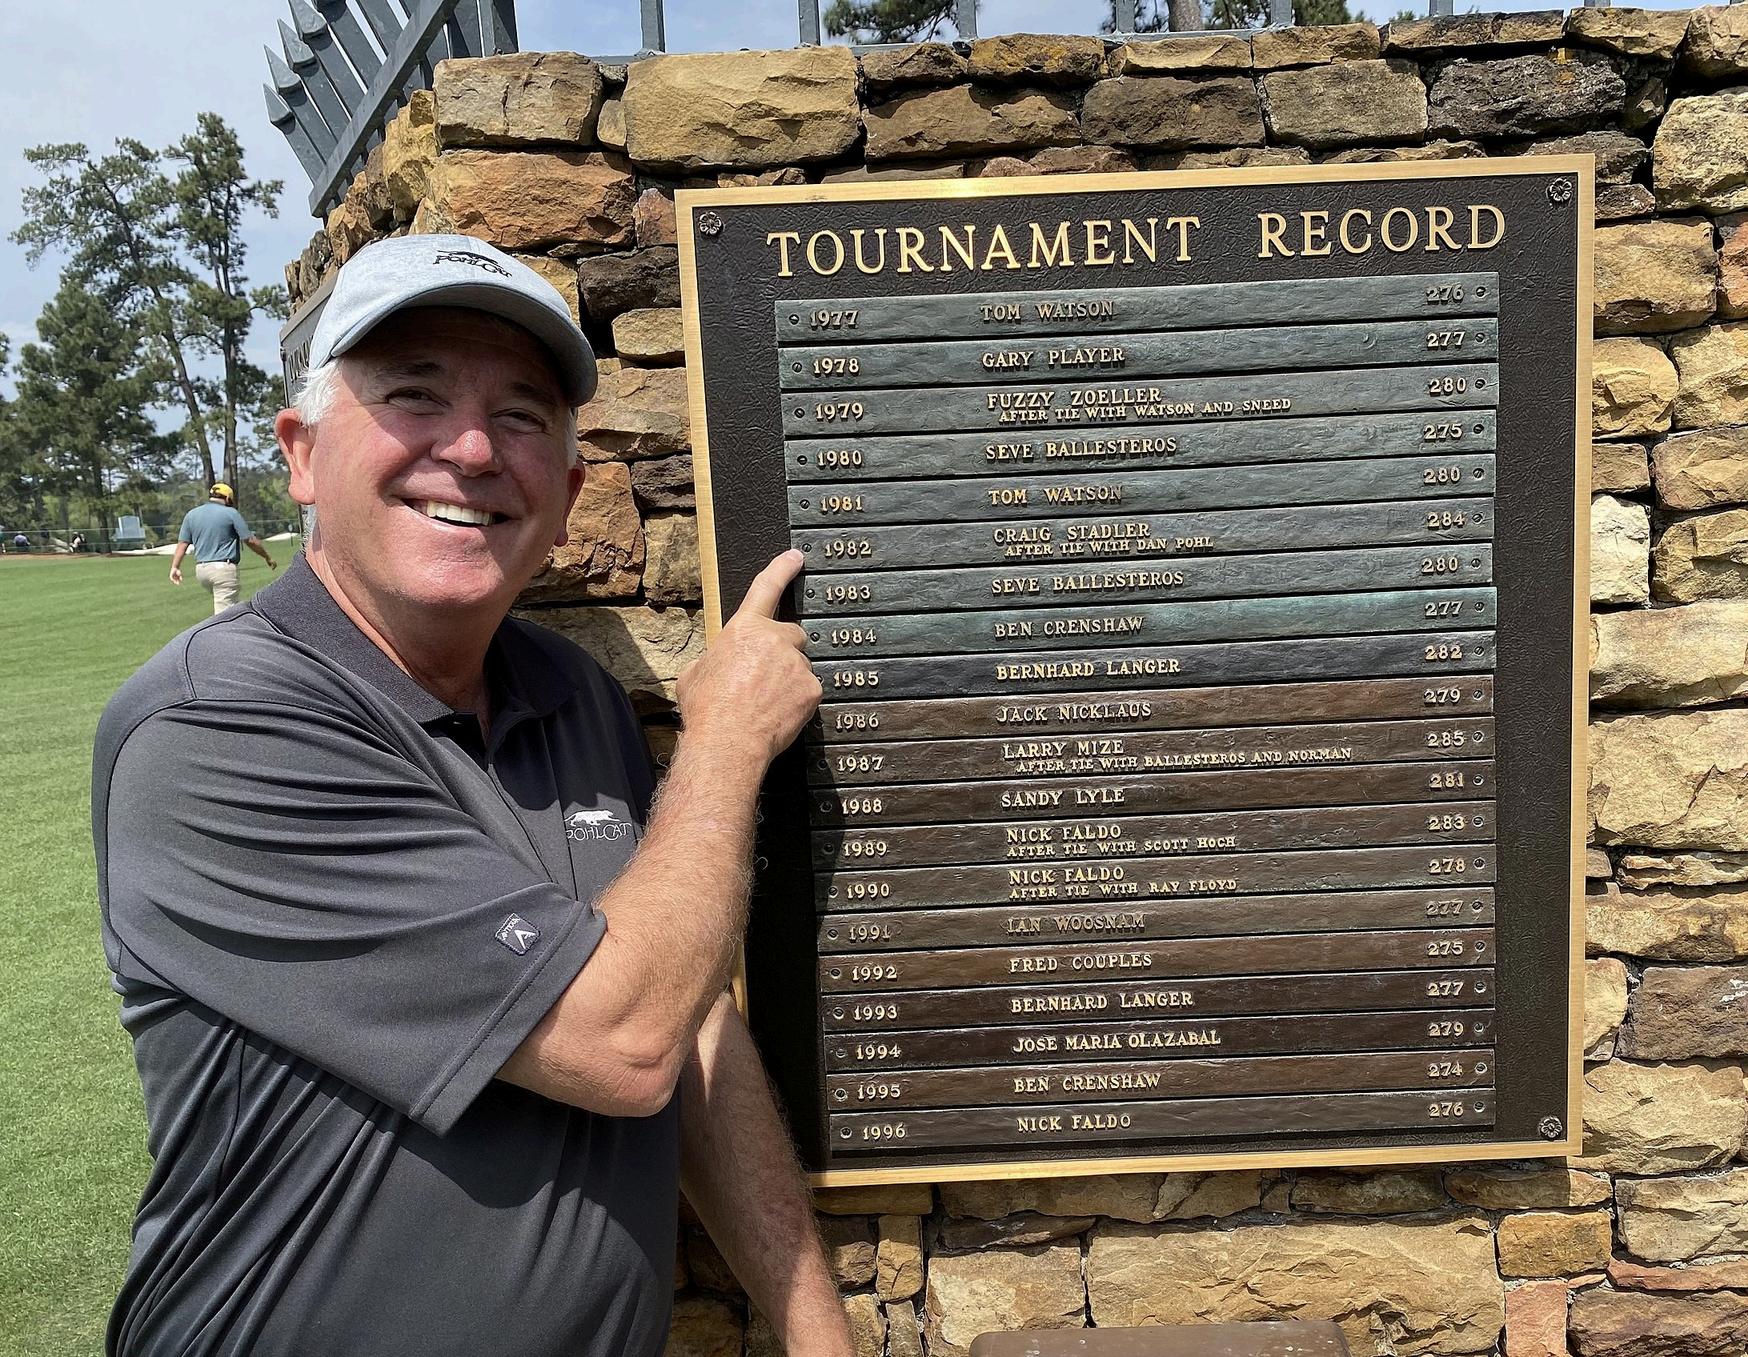 TOURNAMENT RECORD
1977 TOM WATSON 276
1978 GARY PLAYER 277
1979 FUZZY ZOELLER 280
AFTER TIE WITH WATSON AND SNEED
1980 SEVE BALLESTEROS 275
1981 TOM WATSON 280
1982 CRAIG STADLER 284
AFTER TIE WITH DAN POHL
1983 SEVE BALLESTEROS 280
1984 BEN CRENSHAW 277
1985 BERNHARD LANGER 282
1986 JACK NICKLAUS 279
1987 LARRY MIZE 285
AFTER TIE WITH BALLESTEROS AND NORMAN
1988 SANDY LYLE 281
1989 NICK FALDO 283
AFTER TIE WITH SCOTT HOCH
1990 NICK FALDO 278
AFTER TIE WITH RAY FLOYD
1991 IAN WOOSNAM 277
1992 FRED COUPLES 275
1993 BERNHARD LANGER 277
1994 JOSE MARIA OLAZABAL 279
1995 BEN CRENSHAW 274
1996 NICK FALDO 276
POHLCAT
POHLCAT